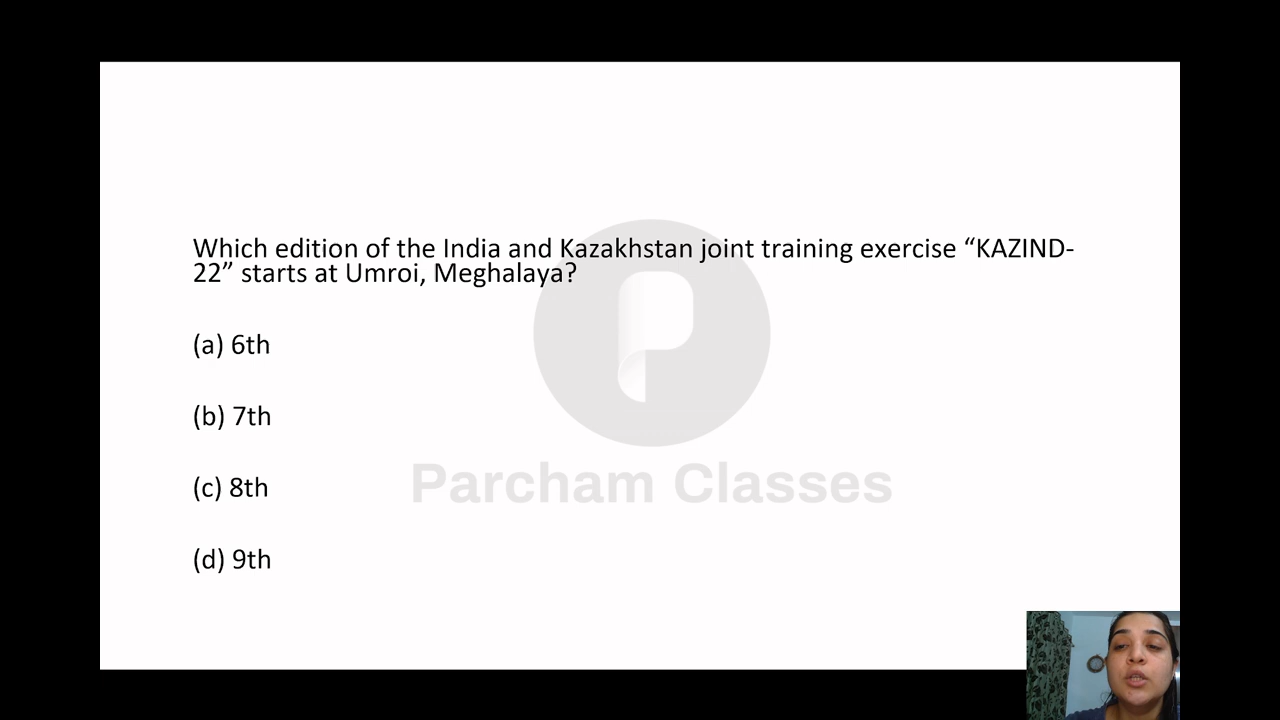 Which edition of the India and Kazakhstan joint training exercise “KAZIND-
22” starts at Umroi, Meghalaya?
(a) 6th
(b) 7th
(c) 8th
(d) 9th
Parcham Classes